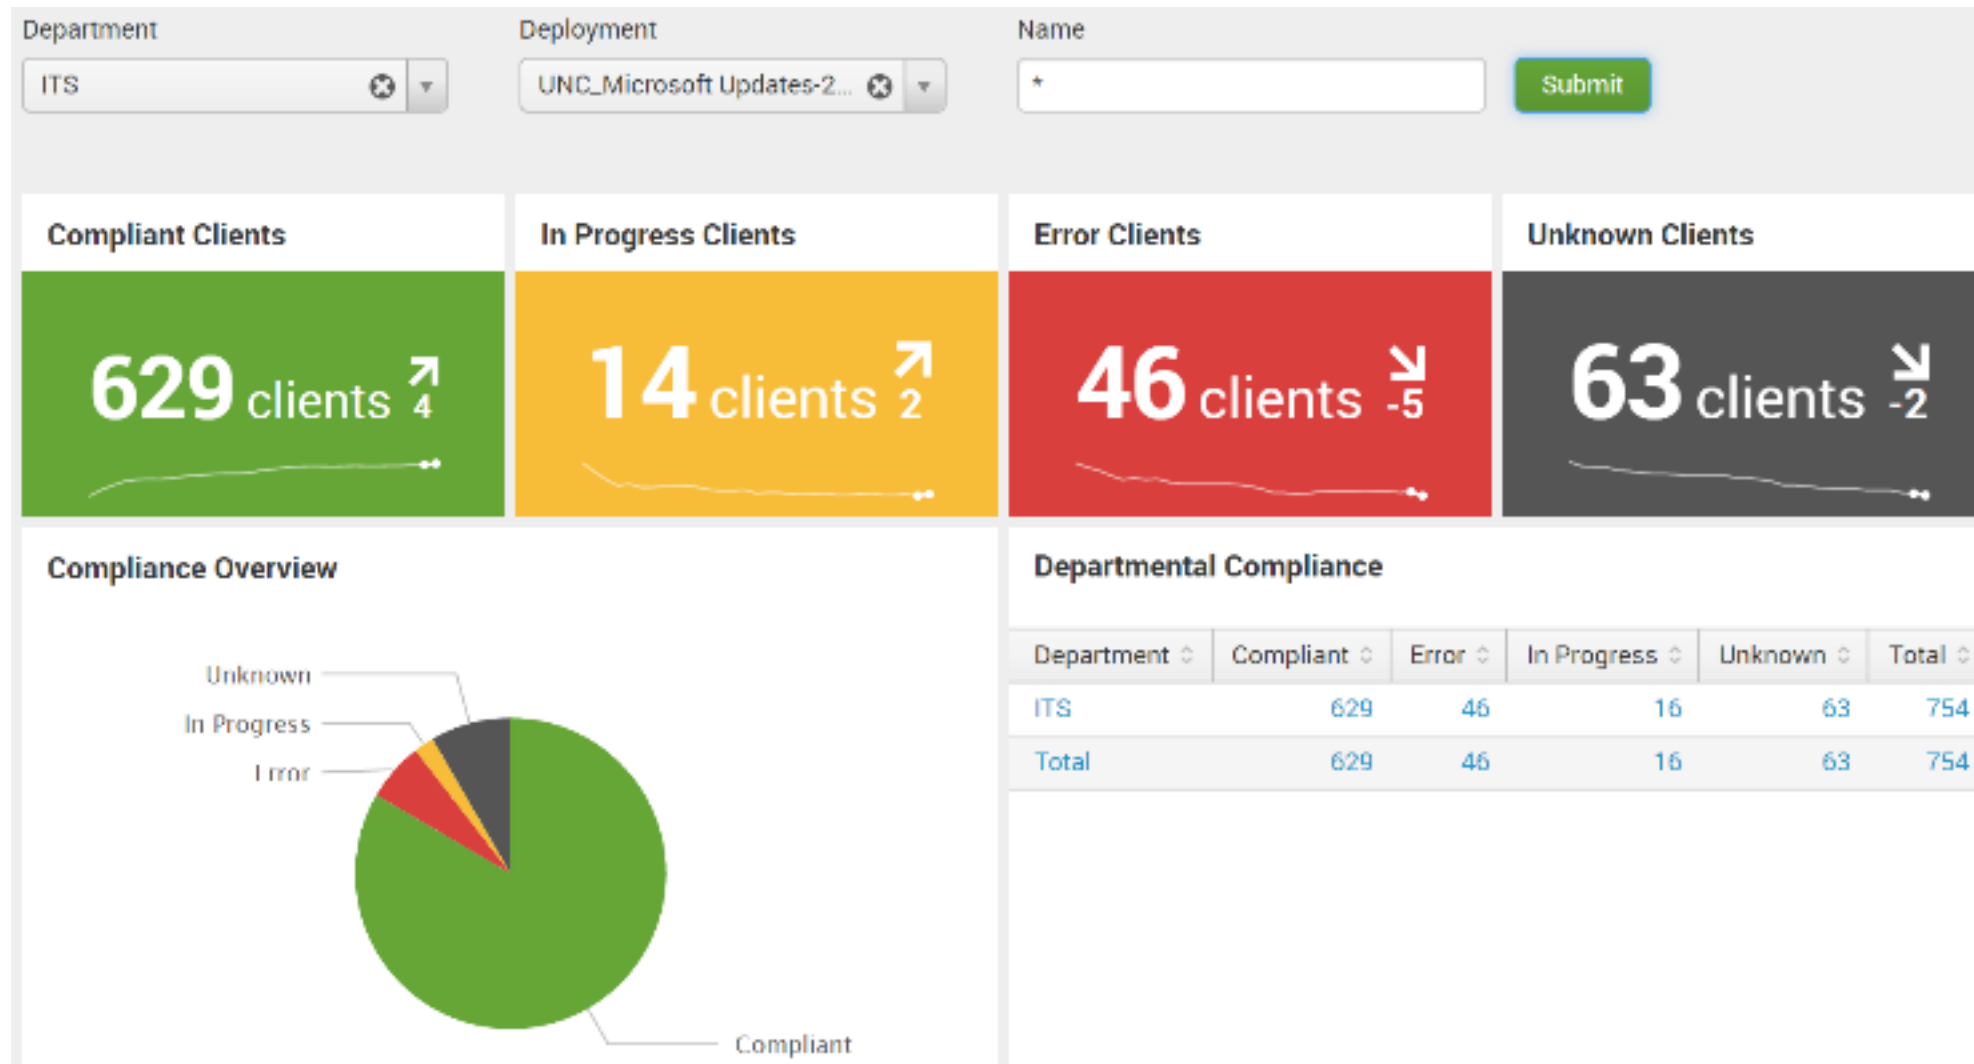 Department Deployment Name
ITS UNC_Microsoft Updates-2... * Submit
Compliant Clients In Progress Clients Error Clients Unknown Clients
629 clients 4 14 clients 2 46 clients -5 63 clients -2
Compliance Overview
Unknown
In Progress
Error
Compliant
Departmental Compliance
Department Compliant Error In Progress Unknown Total
ITS 629 46 16 63 754
Total 629 46 16 63 754